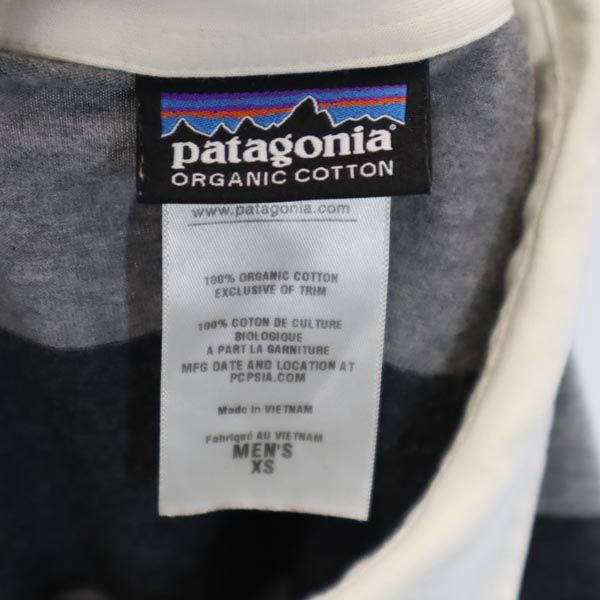 patagonia®
ORGANIC COTTON
www.patagonia.com
100% ORGANIC COTTON
EXCLUSIVE OF TRIM
100% COTON DE CULTURE
BIOLOGIQUE
A PART LA GARNITURE
MFG DATE AND LOCATION AT
PCPSIA.COM
Made in VIETNAM
Fabriqué AU VIETNAM
MEN'S
XS